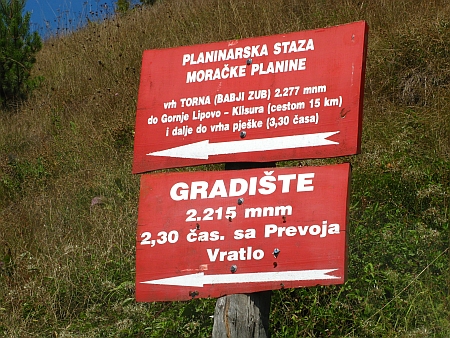 PLANINARSKA STAZA
MORAČKE PLANINE
vrh TORNA (BABJI ZUB) 2.277 mnm
do Gornje Lipovo - Klisura (cestom 15 km)
i dalje do vrha pješke (3,30 časa)
GRADIŠTE
2.215 mnm
2,30 čas. sa Prevoja
Vratlo